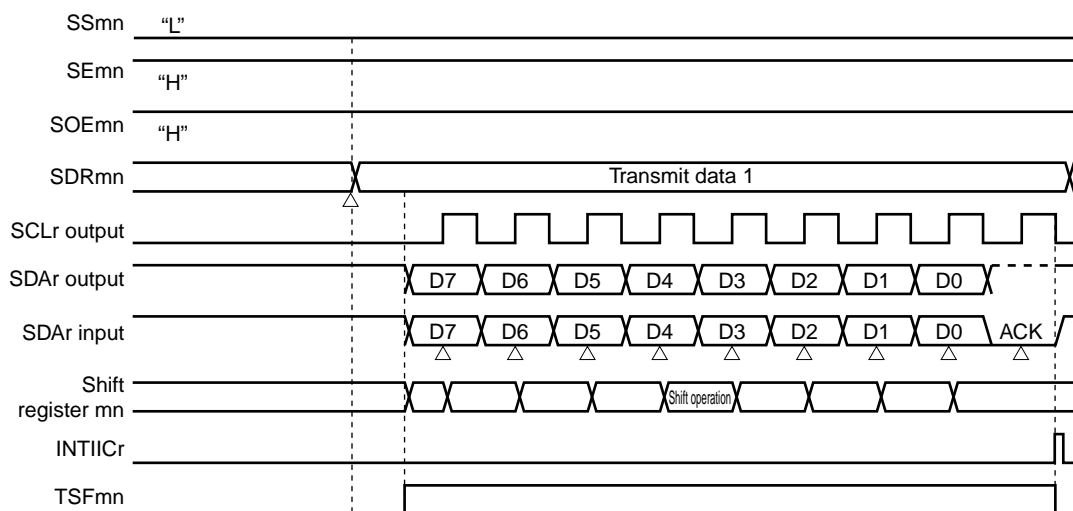 SSmn “L”
SEmn “H”
SOEmn “H”
SDRmn Transmit data 1
SCLr output
SDAr output D7 D6 D5 D4 D3 D2 D1 D0
SDAr input D7 D6 D5 D4 D3 D2 D1 D0 ACK
Shift
register mn Shift operation
INTIICr
TSFmn